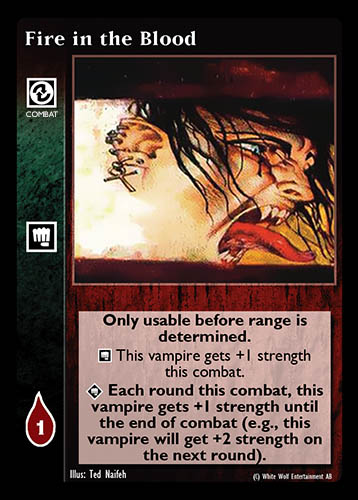 Fire in the Blood
COMBAT
Only usable before range is
determined.
This vampire gets +1 strength
this combat.
Each round this combat, this
vampire gets +1 strength until
the end of combat (e.g., this
vampire will get +2 strength on
the next round).
1
Illus: Ted Naifeh
(C) White Wolf Entertainment AB